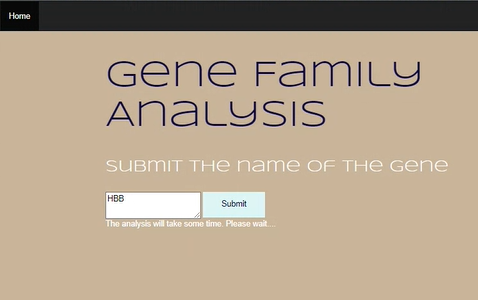 Home
Gene Family
Analysis
Submit the name of the gene
HBB
Submit
The analysis will take some time. Please wait....